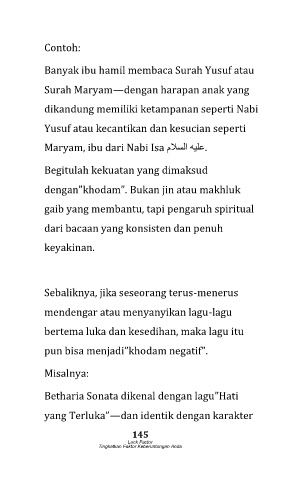 Contoh:
Banyak ibu hamil membaca Surah Yusuf atau
Surah Maryam—dengan harapan anak yang
dikandung memiliki ketampanan seperti Nabi
Yusuf atau kecantikan dan kesucian seperti
Maryam, ibu dari Nabi Isa عليه السلام.
Begitulah kekuatan yang dimaksud
dengan"khodam". Bukan jin atau makhluk
gaib yang membantu, tapi pengaruh spiritual
dari bacaan yang konsisten dan penuh
keyakinan.
Sebaliknya, jika seseorang terus-menerus
mendengar atau menyanyikan lagu-lagu
bertema luka dan kesedihan, maka lagu itu
pun bisa menjadi"khodam negatif".
Misalnya:
Betharia Sonata dikenal dengan lagu"Hati
yang Terluka"—dan identik dengan karakter
145
Luck Factor
Tingkatkan Faktor Keberuntungan Anda